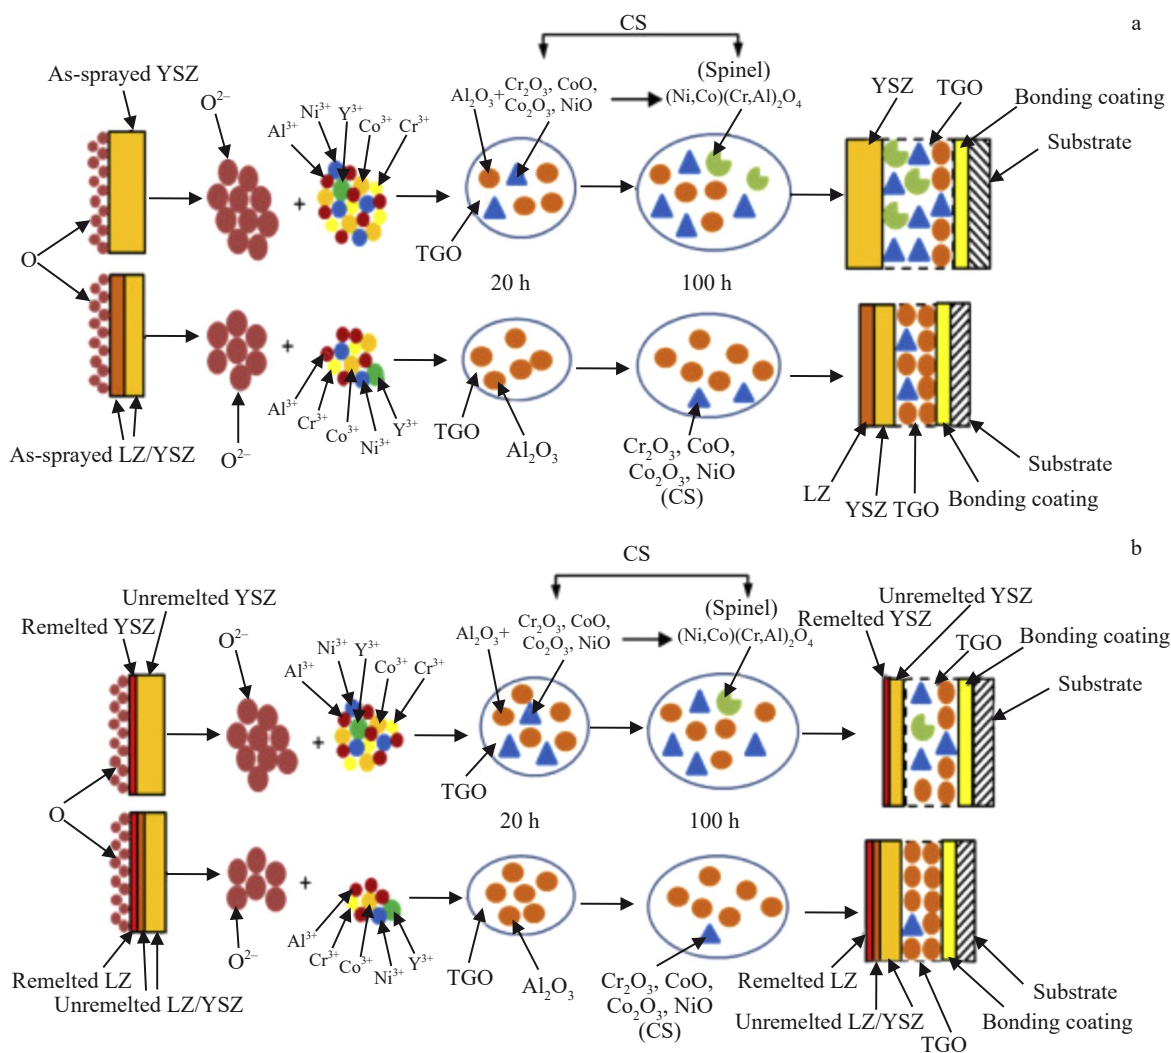 a
CS
As-sprayed YSZ
O²⁻
Al³⁺
Ni³⁺
Y³⁺
Co³⁺
Cr³⁺
Al₂O₃+
Cr₂O₃, CoO,
Co₂O₃, NiO
(Spinel)
(Ni,Co)(Cr,Al)₂O₄
YSZ
TGO
Bonding coating
Substrate
O
TGO
20 h
100 h
As-sprayed LZ/YSZ
O²⁻
Al³⁺
Cr³⁺
Co³⁺
Ni³⁺
Y³⁺
TGO
Al₂O₃
Cr₂O₃, CoO,
Co₂O₃, NiO
(CS)
LZ
YSZ
TGO
Bonding coating
Substrate
b
CS
Unremelted YSZ
Remelted YSZ
O²⁻
Al³⁺
Ni³⁺
Y³⁺
Co³⁺
Cr³⁺
Al₂O₃+
Cr₂O₃, CoO,
Co₂O₃, NiO
(Spinel)
(Ni,Co)(Cr,Al)₂O₄
Unremelted YSZ
Remelted YSZ
TGO
Bonding coating
Substrate
O
TGO
20 h
100 h
Remelted LZ
Unremelted LZ/YSZ
O²⁻
Al³⁺
Cr³⁺
Co³⁺
Ni³⁺
Y³⁺
TGO
Al₂O₃
Cr₂O₃, CoO,
Co₂O₃, NiO
(CS)
Remelted LZ
Unremelted LZ/YSZ
TGO
Bonding coating
Substrate